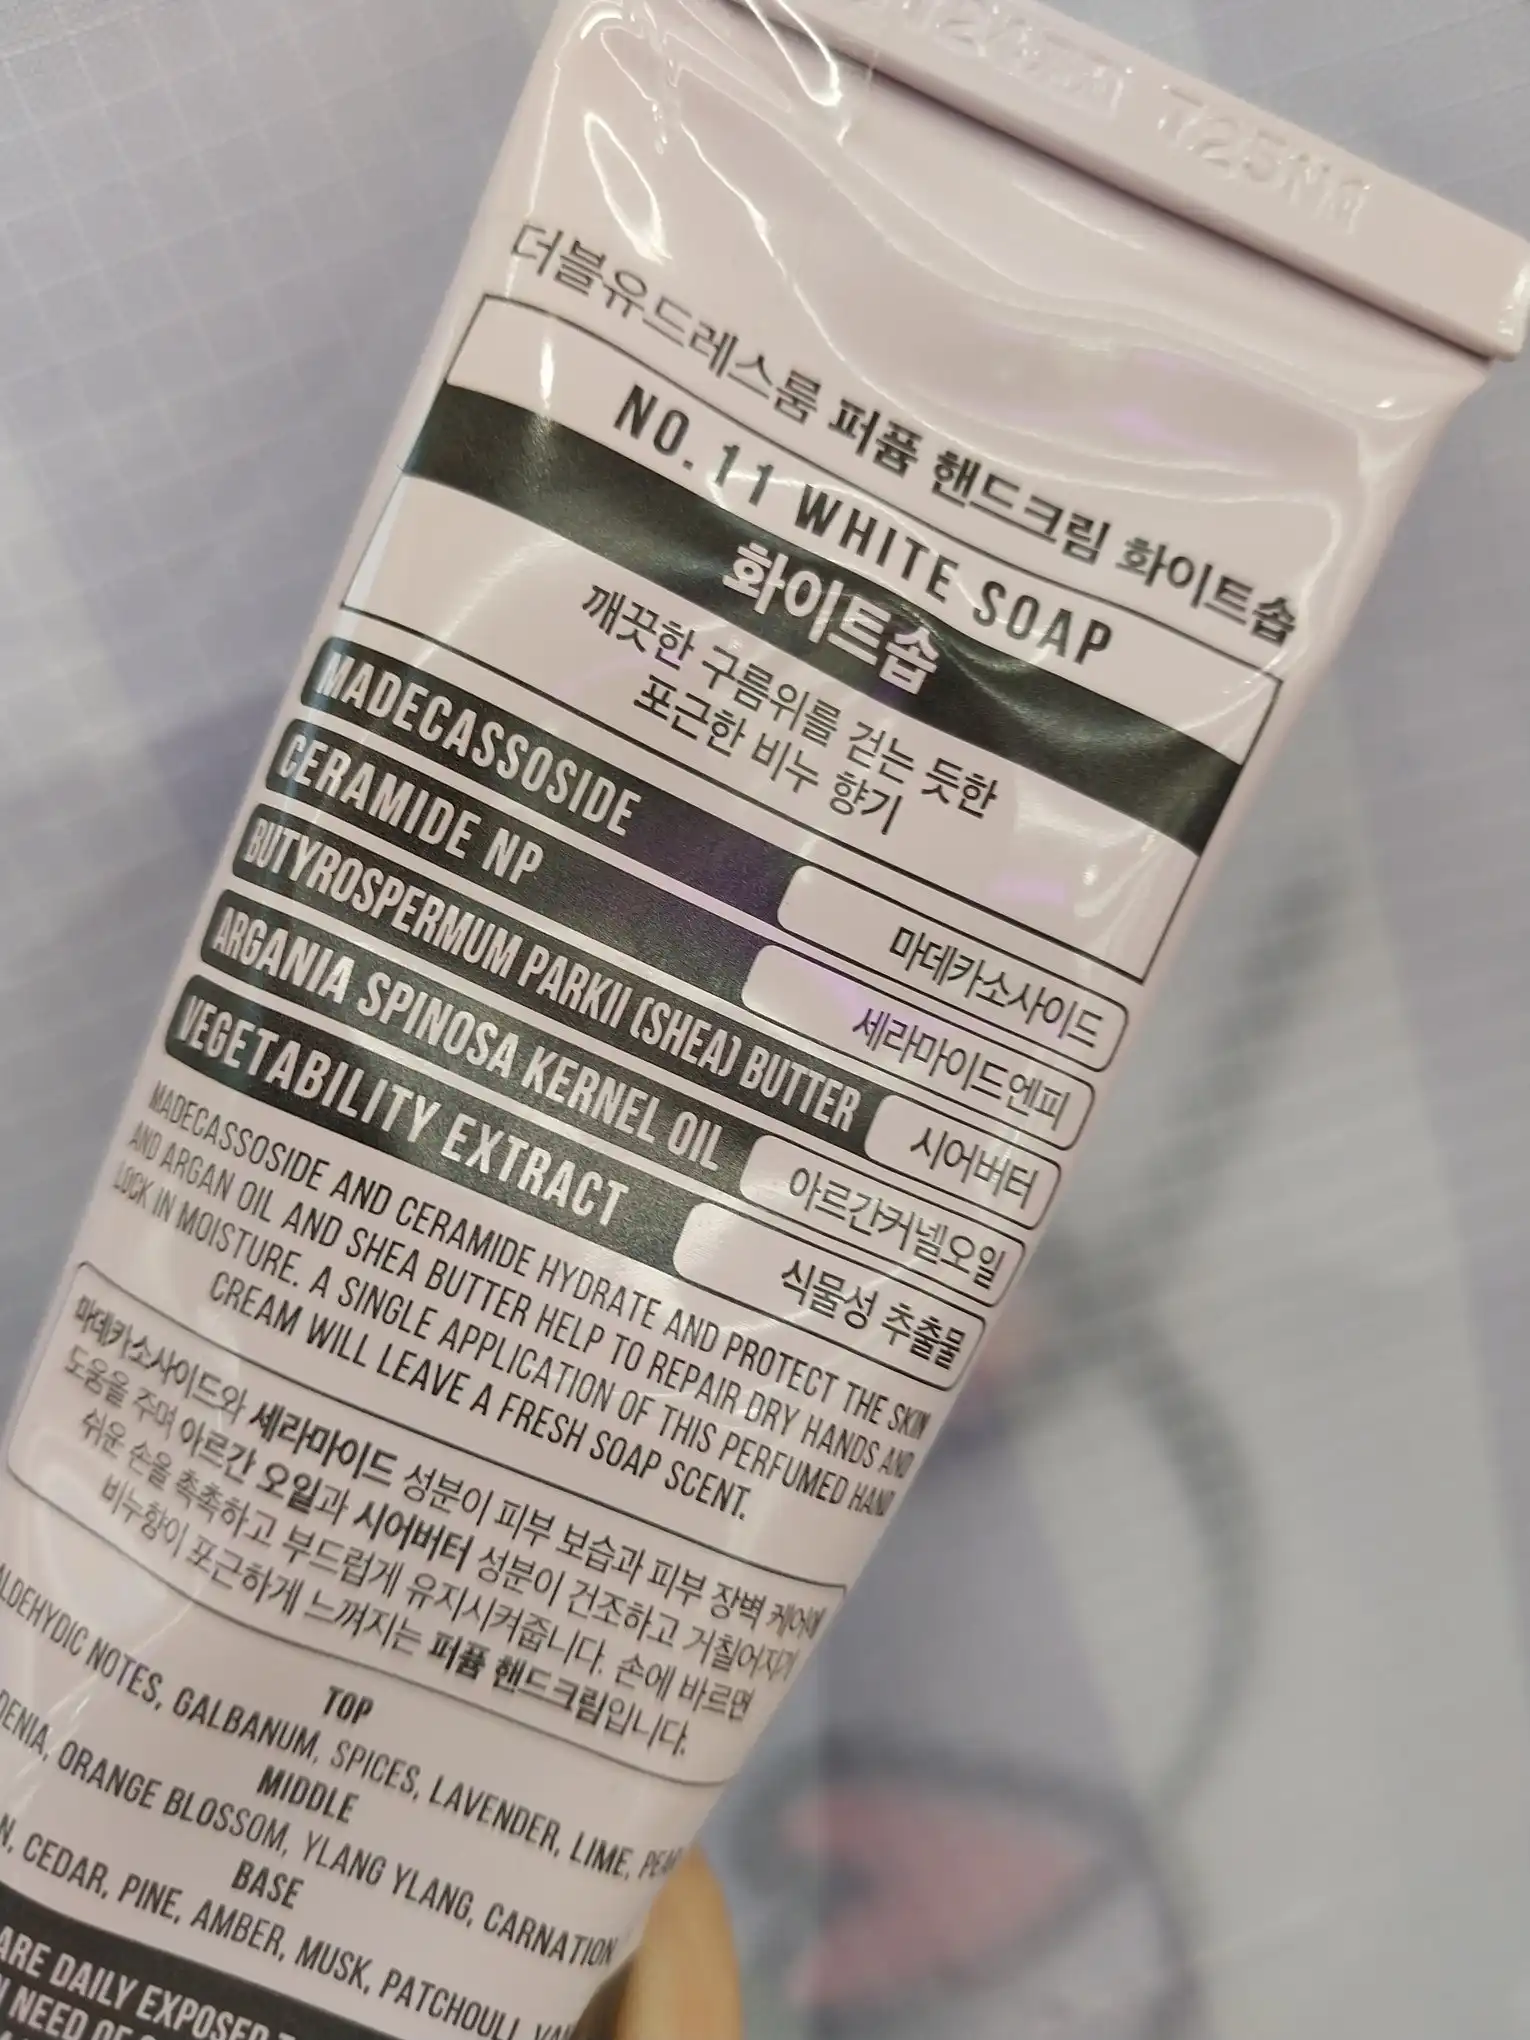 725N1
더블유드레스룸 퍼퓸 핸드크림 화이트솝
NO.11 WHITE SOAP
화이트솝
깨끗한 구름위를 걷는 듯한
포근한 비누 향기
MADECASSOSIDE 마데카소사이드
CERAMIDE NP 세라마이드엔피
BUTYROSPERMUM PARKII (SHEA) BUTTER 시어버터
ARGANIA SPINOSA KERNEL OIL 아르간커넬오일
VEGETABILITY EXTRACT 식물성 추출물
MADECASSOSIDE AND CERAMIDE HYDRATE AND PROTECT THE SKIN
AND ARGAN OIL AND SHEA BUTTER HELP TO REPAIR DRY HANDS AND
LOCK IN MOISTURE. A SINGLE APPLICATION OF THIS PERFUMED HAND
CREAM WILL LEAVE A FRESH SOAP SCENT.
마데카소사이드와 세라마이드 성분이 피부 보습과 피부 장벽 케어에
도움을 주며 아르간 오일과 시어버터 성분이 건조하고 거칠어지기
쉬운 손을 촉촉하고 부드럽게 유지시켜줍니다. 손에 바르면
비누향이 포근하게 느껴지는 퍼퓸 핸드크림입니다.
TOP
ALDEHYDIC NOTES, GALBANUM, SPICES, LAVENDER, LIME,
MIDDLE
ORANGE BLOSSOM, YLANG YLANG, CARNATION
BASE
CEDAR, PINE, AMBER, MUSK, PATCHOULI,
ARE DAILY EXPOSED
NEED OF